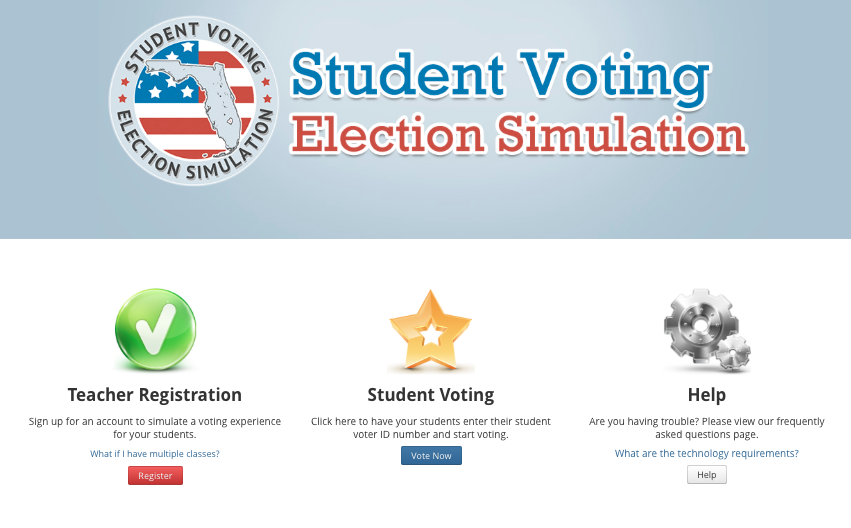 STUDENT VOTING
ELECTION SIMULATION
Student Voting
Election Simulation
Teacher Registration
Sign up for an account to simulate a voting experience
for your students.
What if I have multiple classes?
Register
Student Voting
Click here to have your students enter their student
voter ID number and start voting.
Vote Now
Help
Are you having trouble? Please view our frequently
asked questions page.
What are the technology requirements?
Help